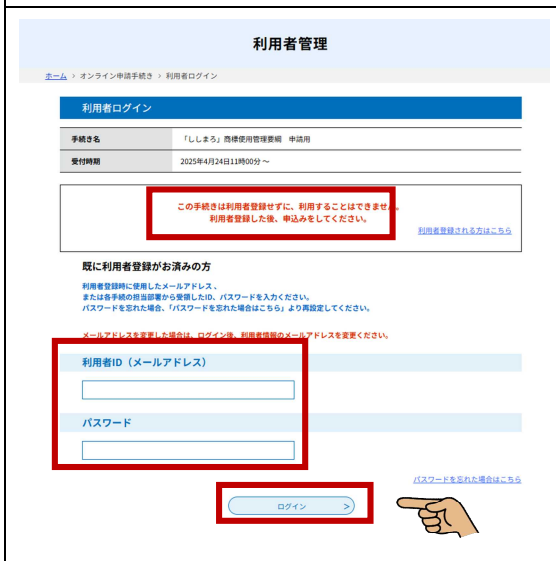 利用者管理
ホーム > オンライン申請手続き > 利用者ログイン
利用者ログイン
手続き名 「ししまろ」商標使用管理要綱 申請用
受付時期 2025年4月24日11時00分～
この手続きは利用者登録せずに、利用することはできません。
利用者登録した後、申込みをしてください。
利用者登録される方はこちら
既に利用者登録がお済みの方
利用者登録時に使用したメールアドレス、
または各手続の担当部署から受領したID、パスワードを入力ください。
パスワードを忘れた場合、「パスワードを忘れた場合はこちら」より再設定してください。
メールアドレスを変更した場合は、ログイン後、利用者情報のメールアドレスを変更ください。
利用者ID（メールアドレス）
パスワード
パスワードを忘れた場合はこちら
ログイン >